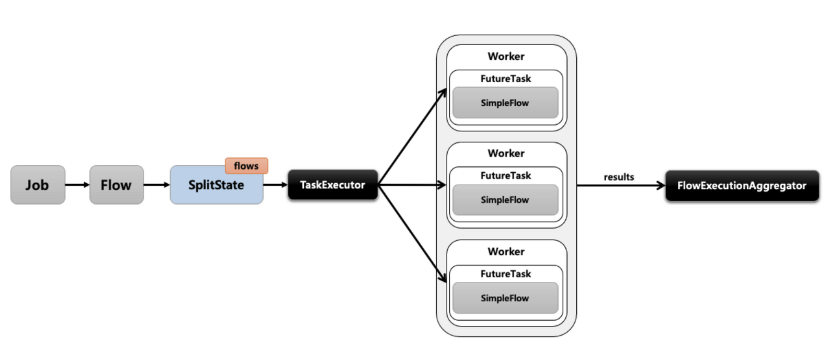 Job
Flow
flows
SplitState
TaskExecutor
Worker
FutureTask
SimpleFlow
Worker
FutureTask
SimpleFlow
Worker
FutureTask
SimpleFlow
results
FlowExecutionAggregator